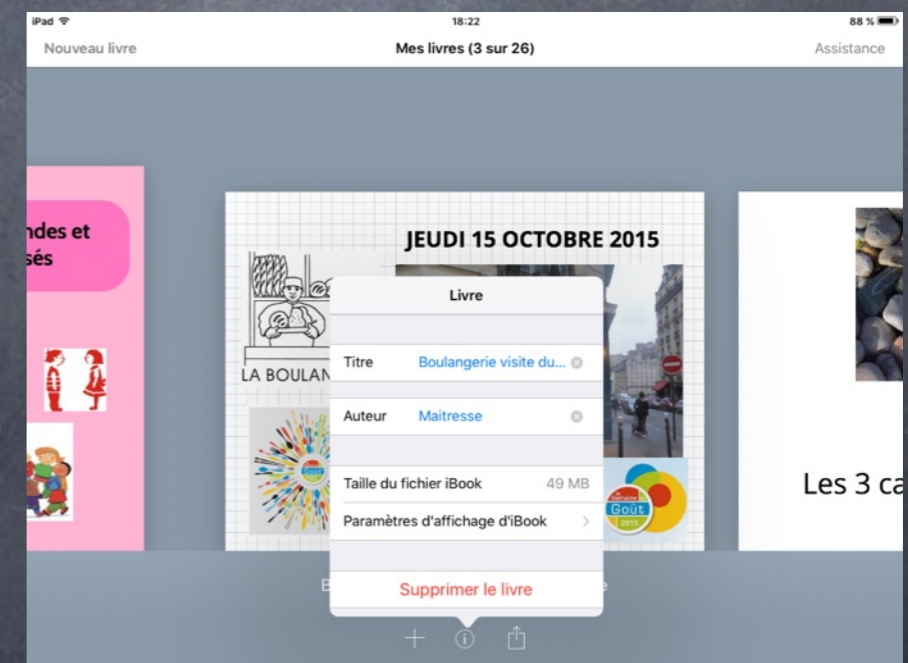 iPad 18:22 88 %
Nouveau livre Mes livres (3 sur 26) Assistance
JEUDI 15 OCTOBRE 2015
LA BOULAN
Livre
Titre Boulangerie visite du...
Auteur Maitresse
Taille du fichier iBook 49 MB
Paramètres d'affichage d'iBook
Supprimer le livre
ndes et
sés
Goût
2015
Les 3 ca